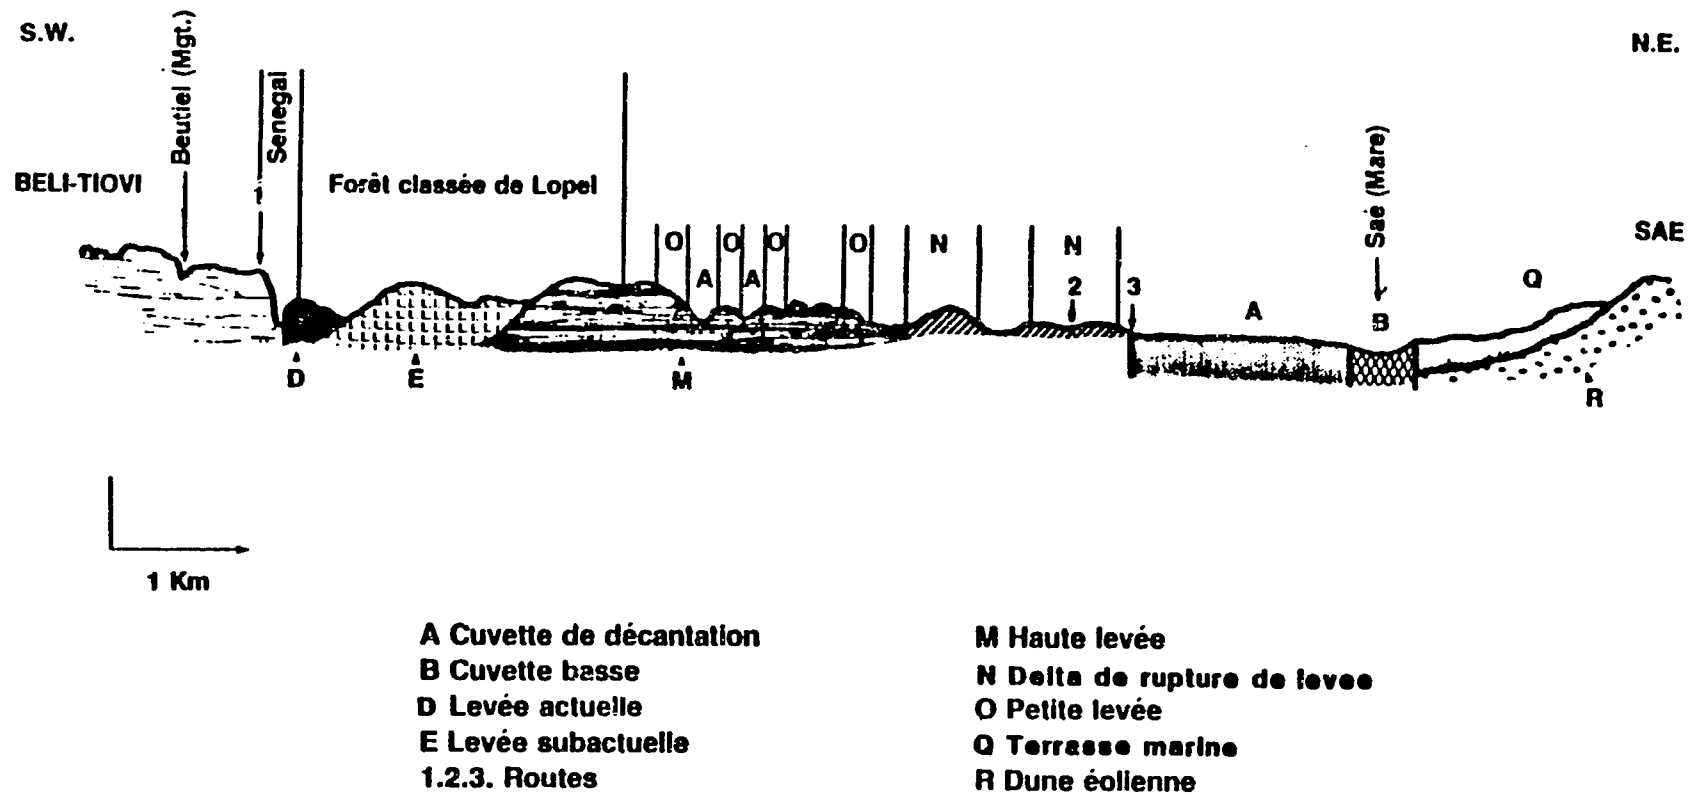 S.W.
N.E.
Beutiel (Mgt.)
Senegal
1
BELI-TIOVI
Forêt classée de Lopel
Saé (Mare)
SAE
O O O O N N
A A 2 3 A B Q
D E M R
1 Km
A Cuvette de décantation
B Cuvette basse
D Levée actuelle
E Levée subactuelle
1.2.3. Routes
M Haute levée
N Delta de rupture de levee
O Petite levée
Q Terrasse marine
R Dune éolienne